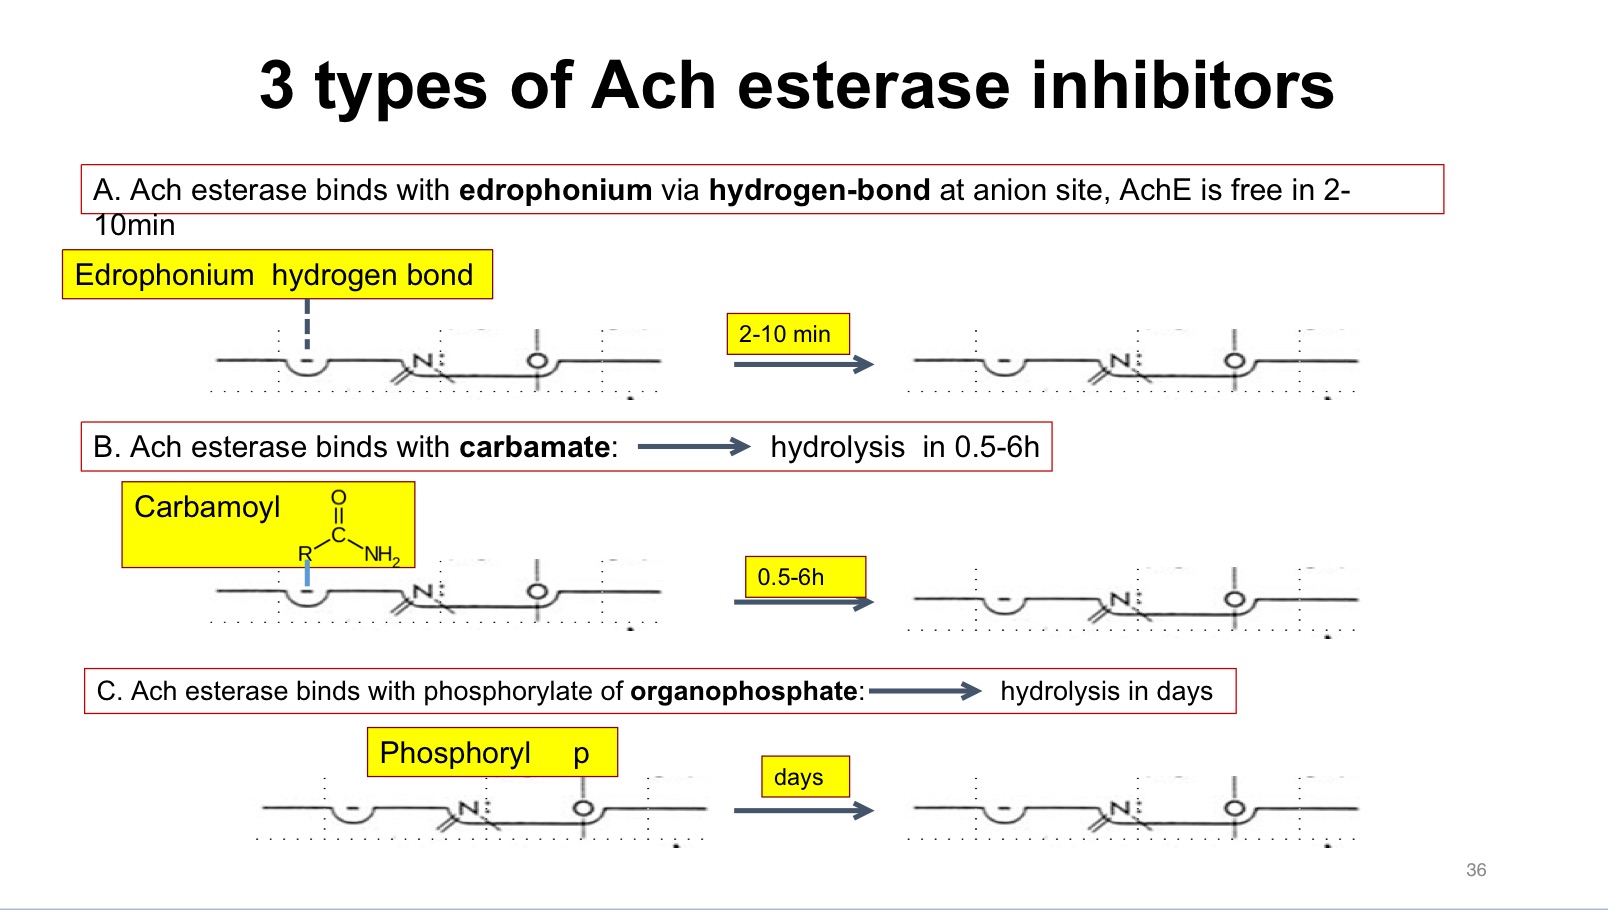 3 types of Ach esterase inhibitors
A. Ach esterase binds with edrophonium via hydrogen-bond at anion site, AchE is free in 2-
10min
Edrophonium  hydrogen bond
2-10 min
-
N:
O
-
N:
O
B. Ach esterase binds with carbamate:
hydrolysis  in 0.5-6h
Carbamoyl
O
C
R
NH2
0.5-6h
-
N:
O
-
N:
O
C. Ach esterase binds with phosphorylate of organophosphate:
hydrolysis in days
Phosphoryl p
days
-
N:
O
-
N:
O
36